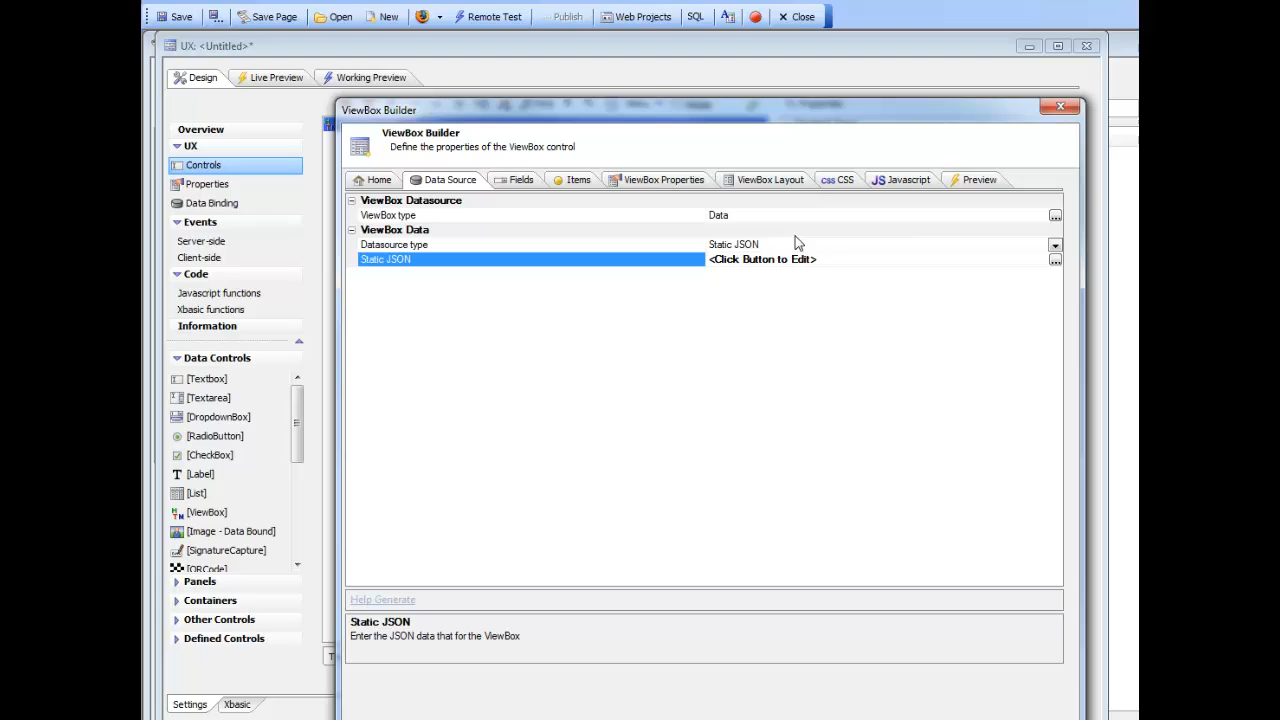 Save Save Page Open New Remote Test Publish Web Projects SQL Close
UX: <Untitled>*
Design Live Preview Working Preview
ViewBox Builder
ViewBox Builder
Define the properties of the ViewBox control
Home Data Source Fields Items ViewBox Properties ViewBox Layout CSS CSS JS Javascript Preview
Overview
UX
Controls
Properties
Data Binding
Events
Server-side
Client-side
Code
Javascript functions
Xbasic functions
Information
Data Controls
[Textbox]
[Textarea]
[DropdownBox]
[RadioButton]
[CheckBox]
T [Label]
[List]
[ViewBox]
[Image - Data Bound]
[SignatureCapture]
[QRCode]
Panels
Containers
Other Controls
Defined Controls
Settings Xbasic
ViewBox Datasource
ViewBox type Data ...
ViewBox Data
Datasource type Static JSON
Static JSON <Click Button to Edit> ...
Help Generate
Static JSON
Enter the JSON data that for the ViewBox